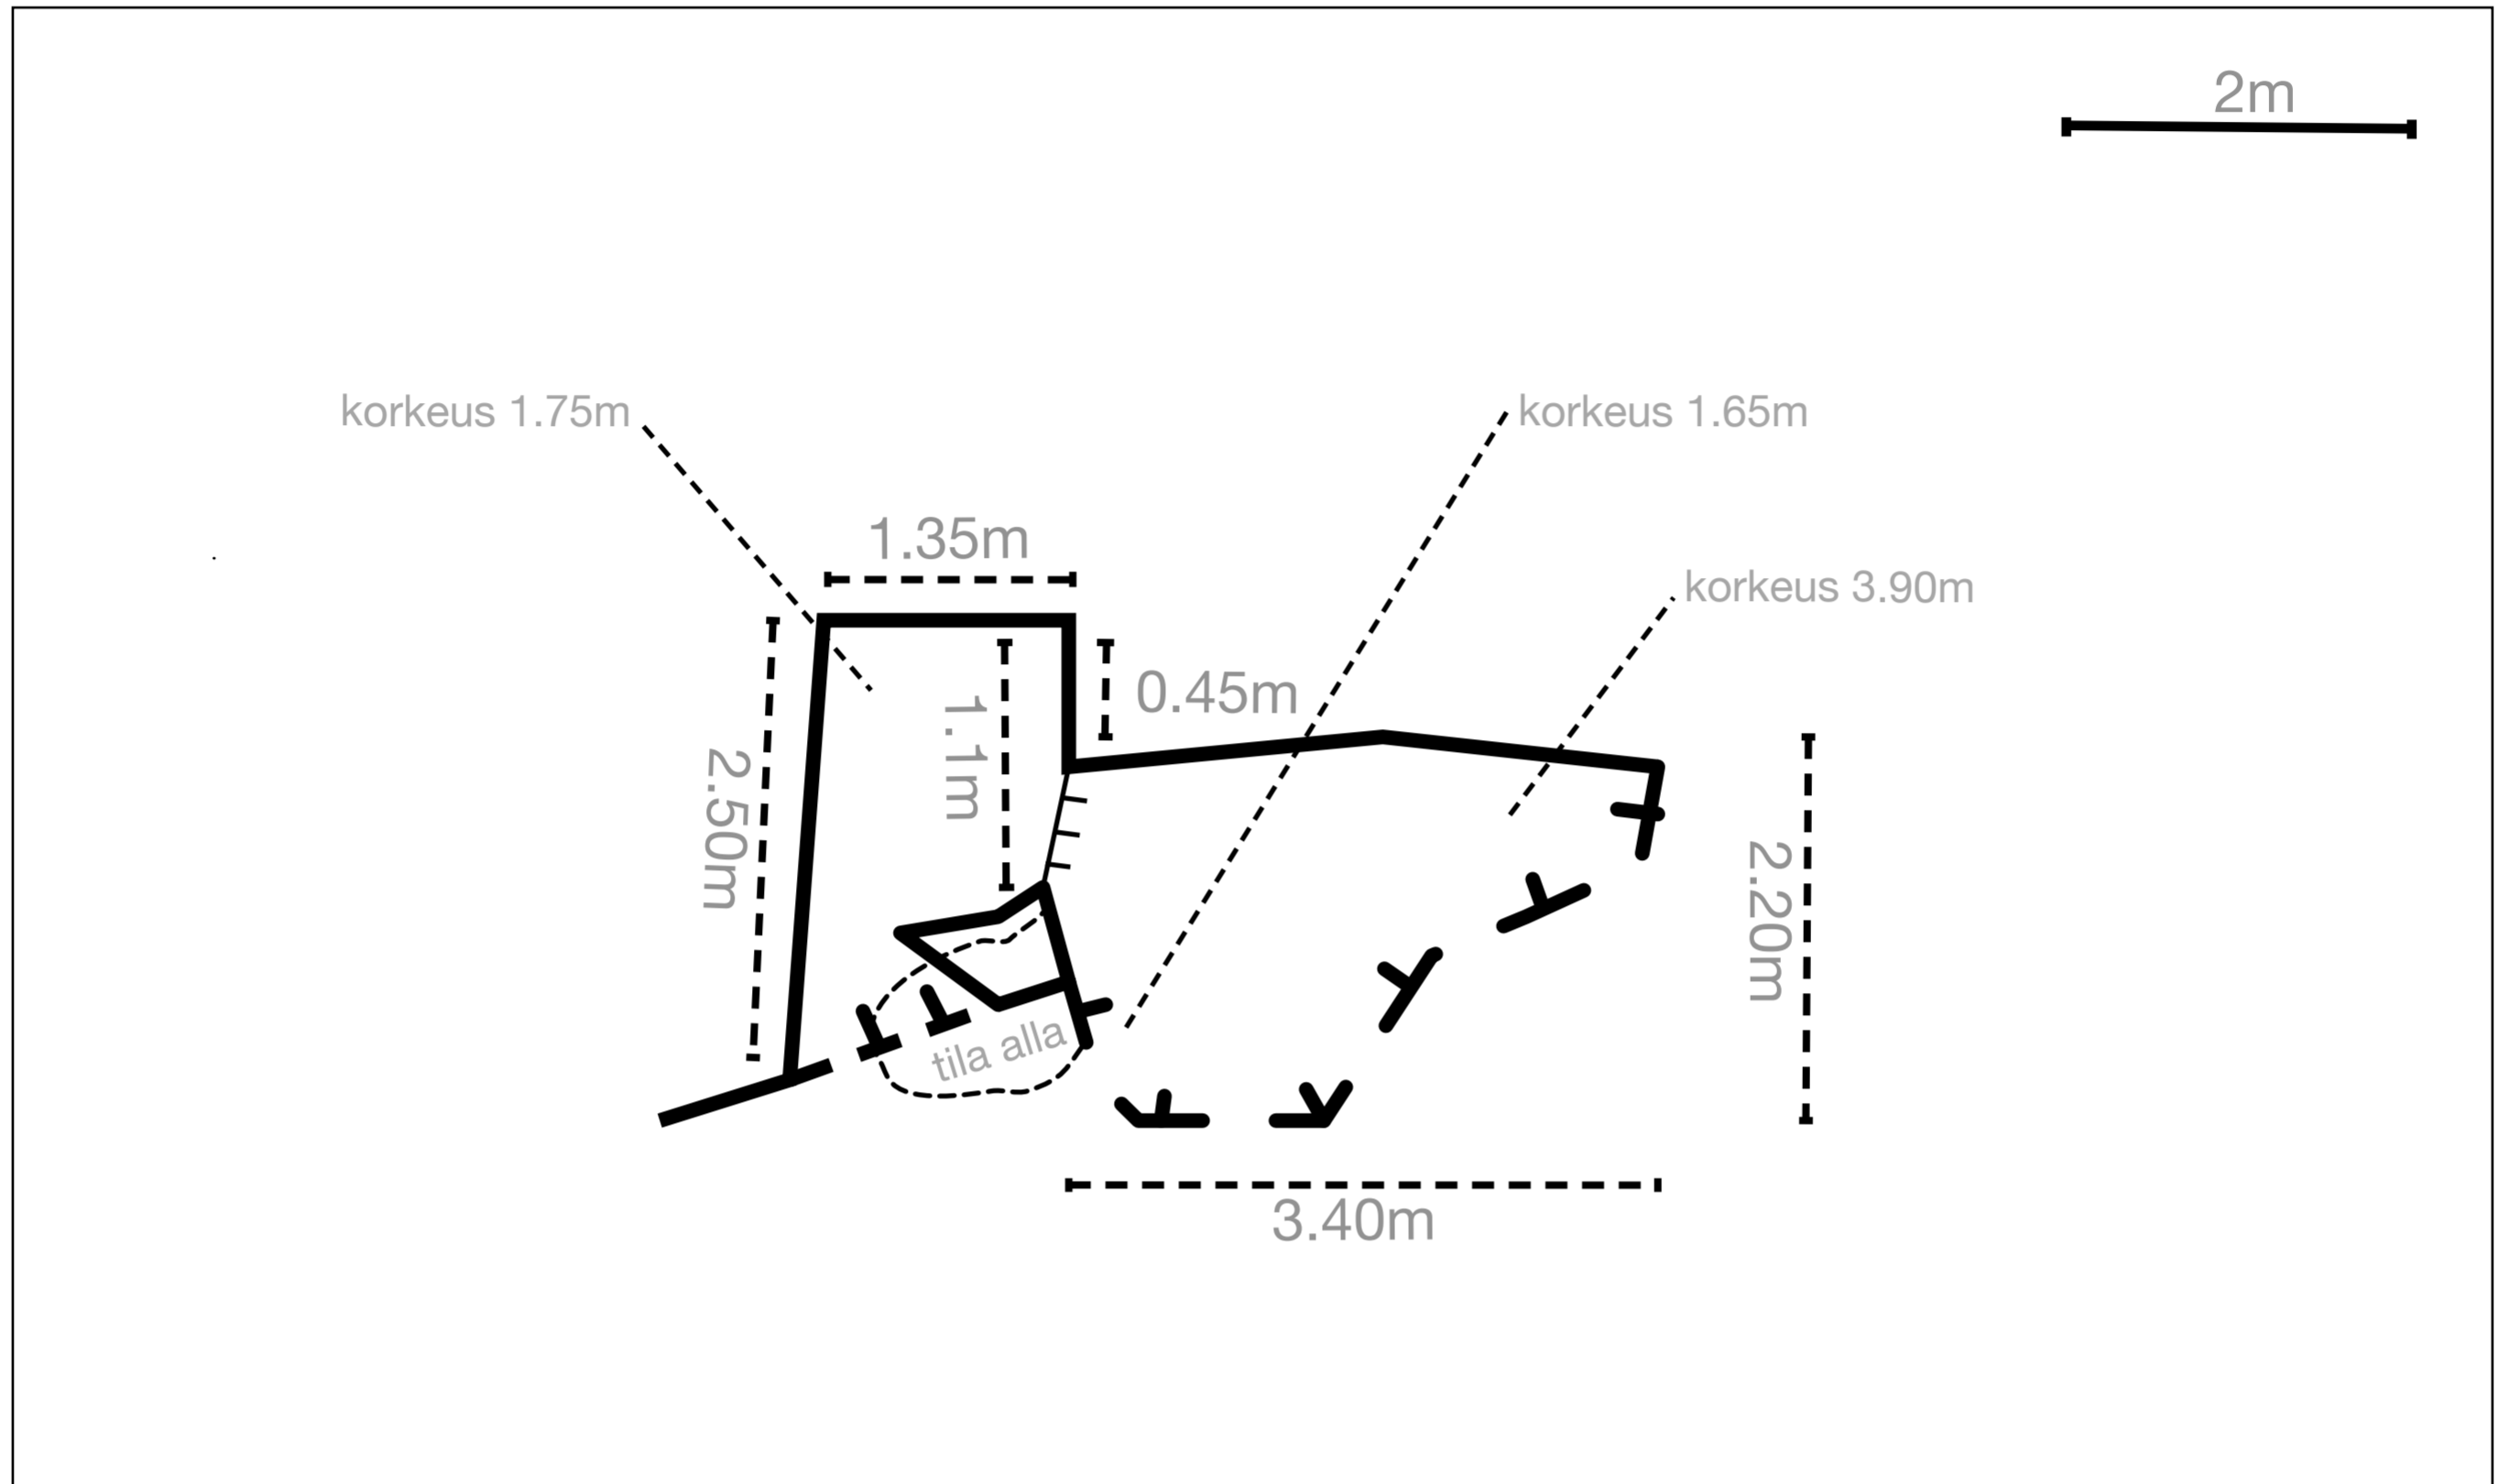 2m
korkeus 1.75m
korkeus 1.65m
korkeus 3.90m
1.35m
0.45m
1.1m
2.50m
2.20m
tila alla
3.40m